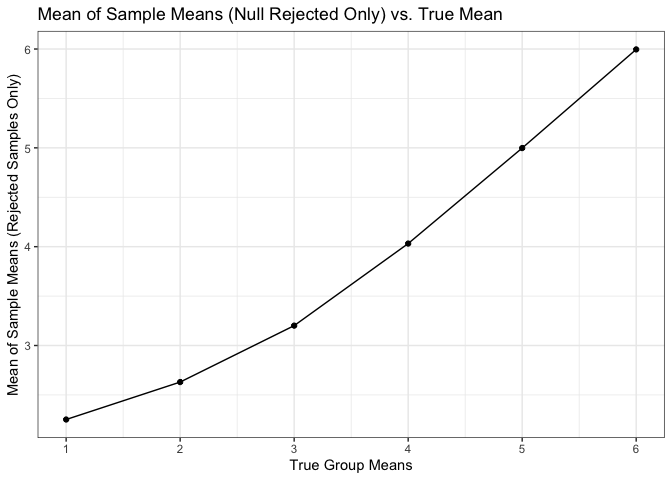 Mean of Sample Means (Null Rejected Only) vs. True Mean
Mean of Sample Means (Rejected Samples Only)
6
5
4
3
1 2 3 4 5 6
True Group Means